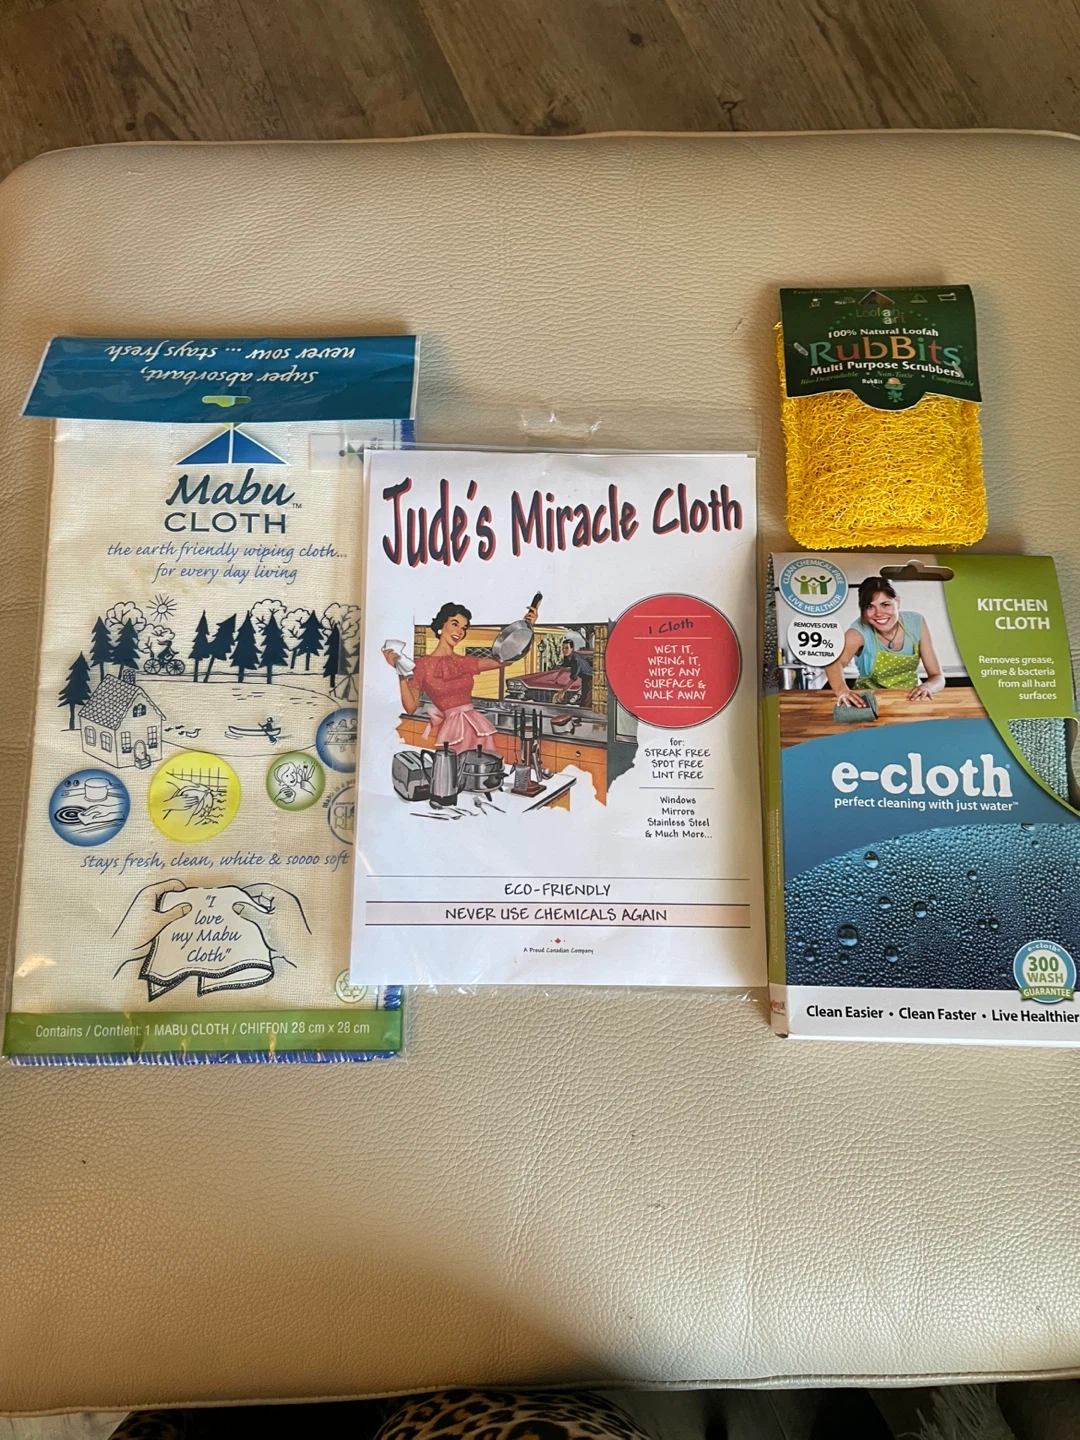 super absorbant,
never sour ... stays fresh
Mabu™
CLOTH
the earth friendly wiping cloth...
for every day living
stays fresh, clean, white & soooo soft
"I
love
my Mabu
Cloth"
Contains / Contient: 1 MABU CLOTH / CHIFFON 28 cm x 28 cm
Jude's Miracle Cloth
1 Cloth
WET IT,
WRING IT,
WIPE ANY
SURFACE &
WALK AWAY
for:
STREAK FREE
SPOT FREE
LINT FREE
Windows
Mirrors
Stainless Steel
& Much More...
ECO-FRIENDLY
NEVER USE CHEMICALS AGAIN
A Proud Canadian Company
Loofah
art
100% Natural Loofah
RubBits
Multi Purpose Scrubbers
Bio-Degradable • Non-Toxic • Compostable
RubBit
CLEAN CHEMICAL FREE
LIVE HEALTHIER
REMOVES OVER
99%
OF BACTERIA
KITCHEN
CLOTH
Removes grease,
grime & bacteria
from all hard
surfaces
e-cloth®
perfect cleaning with just water™
e-cloth®
300
WASH
GUARANTEE
Clean Easier • Clean Faster • Live Healthier